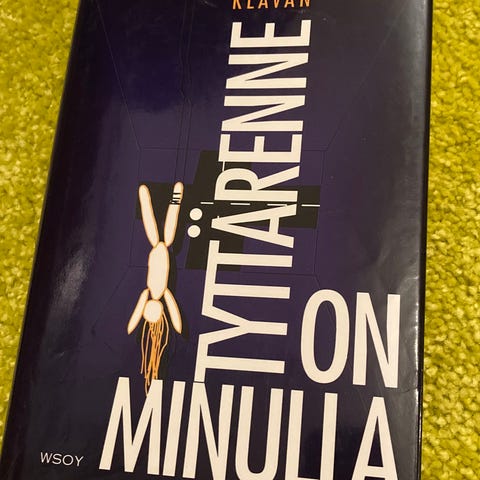 KLAVAN
TYTTÄRENNE
ON
MINULLA
WSOY